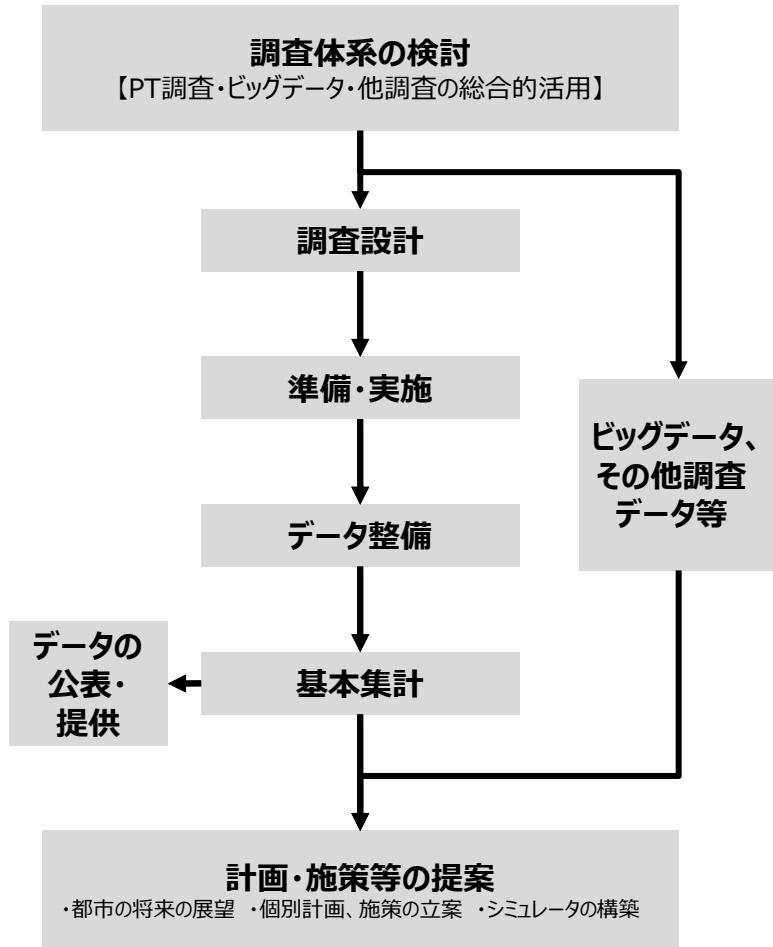 調査体系の検討
【PT調査・ビッグデータ・他調査の総合的活用】
調査設計
準備・実施
ビッグデータ、
その他調査
データ等
データ整備
データの
公表・
提供
基本集計
計画・施策等の提案
・都市の将来の展望 ・個別計画、施策の立案 ・シミュレータの構築